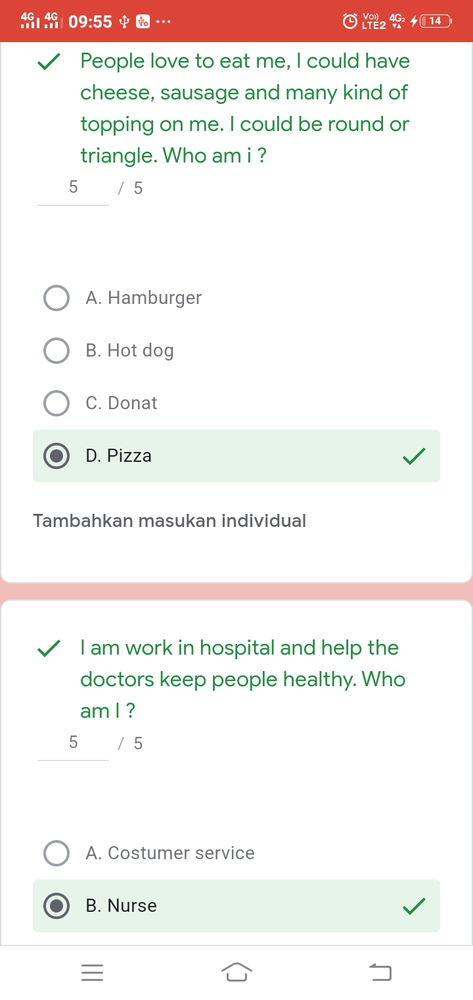 4G 4G 09:55 ... Vo)) LTE2 4G2 14
People love to eat me, I could have
cheese, sausage and many kind of
topping on me. I could be round or
triangle. Who am i ?
5 / 5
A. Hamburger
B. Hot dog
C. Donat
D. Pizza
Tambahkan masukan individual
I am work in hospital and help the
doctors keep people healthy. Who
am I ?
5 / 5
A. Costumer service
B. Nurse